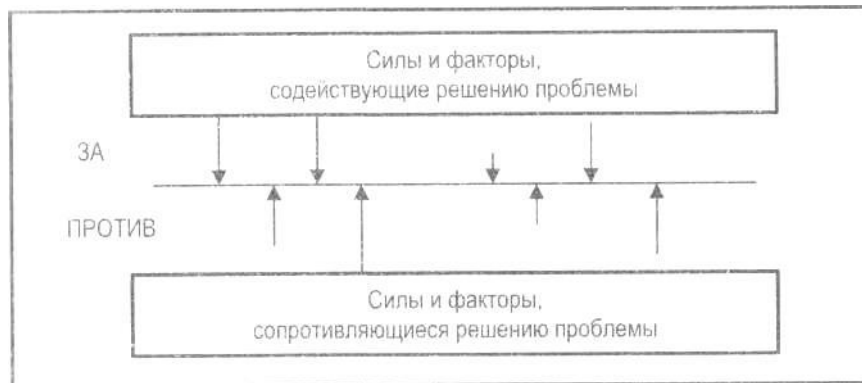 Силы и факторы,
содействующие решению проблемы
ЗА
ПРОТИВ
Силы и факторы,
сопротивляющиеся решению проблемы